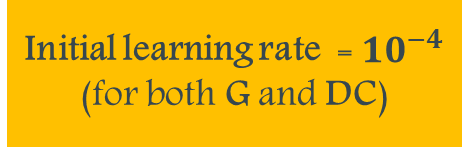 Initial learning rate = 10⁻⁴
(for both G and DC)